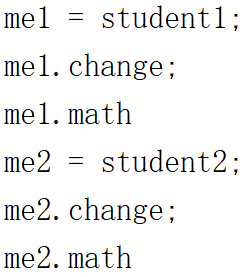 me1 = student1;
me1.change;
me1.math
me2 = student2;
me2.change;
me2.math